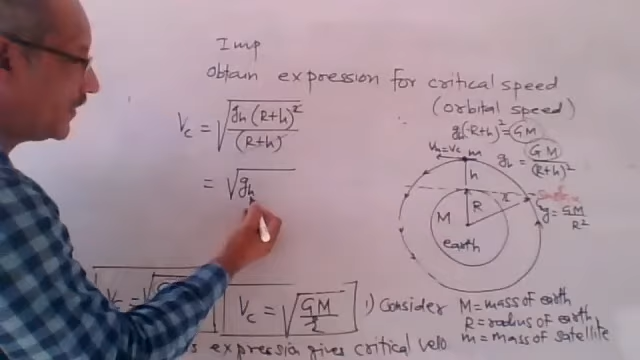 Imp
Obtain expression for critical speed
(orbital speed)
Vc = √gh (R+h)² / (R+h)
= √gh
gh (R+h)² = GM
gh = GM / (R+h)²
Vh = Vc m
h
R
r
M
earth
g = GM / R²
Vc = √GM / r
1) Consider M = mass of earth
R = radius of earth
m = mass of satellite
expression gives critical velo